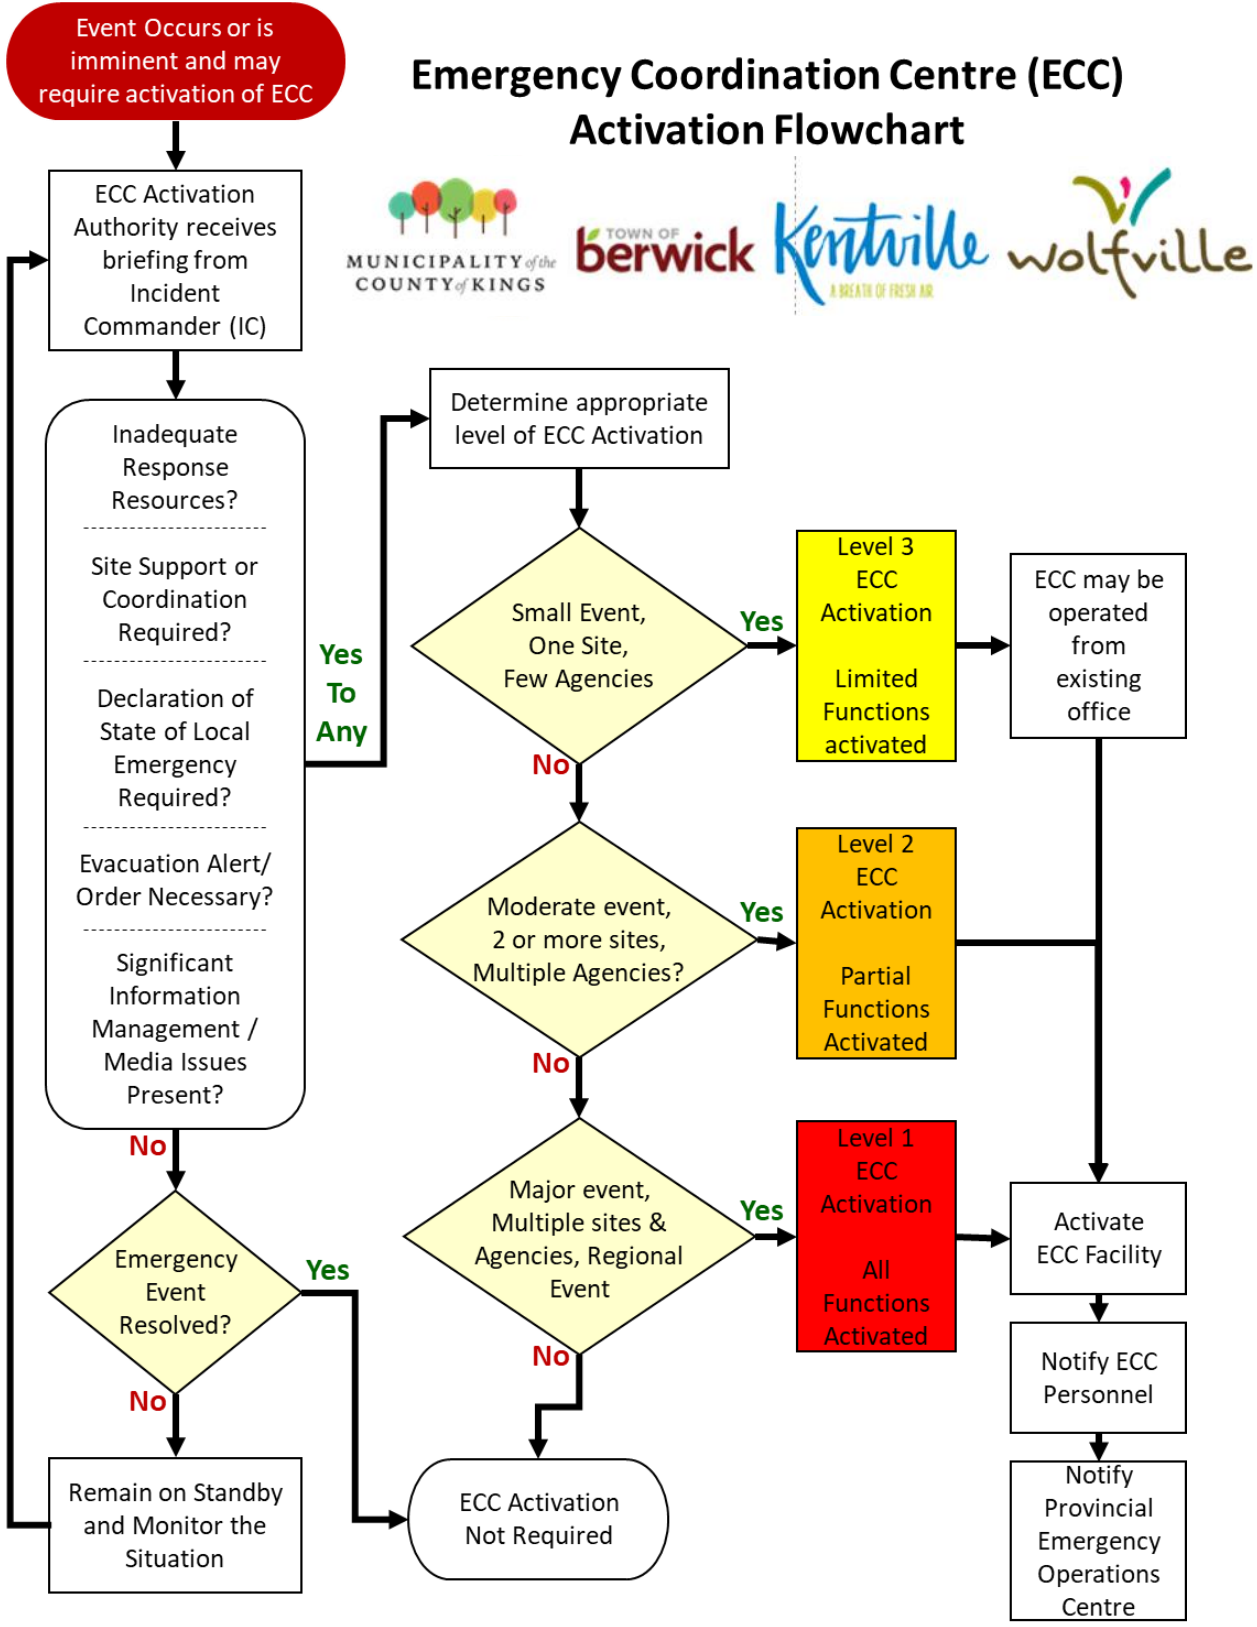 Event Occurs or is
imminent and may
require activation of ECC
Emergency Coordination Centre (ECC)
Activation Flowchart
MUNICIPALITY of the
COUNTY of KINGS
TOWN OF
berwick
Kentville
A BREATH OF FRESH AIR
wolfville
ECC Activation
Authority receives
briefing from
Incident
Commander (IC)
Inadequate
Response
Resources?
Site Support or
Coordination
Required?
Declaration of
State of Local
Emergency
Required?
Evacuation Alert/
Order Necessary?
Significant
Information
Management /
Media Issues
Present?
Yes
To
Any
No
Emergency
Event
Resolved?
Yes
No
Remain on Standby
and Monitor the
Situation
Determine appropriate
level of ECC Activation
Small Event,
One Site,
Few Agencies
Yes
No
Level 3
ECC
Activation
Limited
Functions
activated
ECC may be
operated
from
existing
office
Moderate event,
2 or more sites,
Multiple Agencies?
Yes
No
Level 2
ECC
Activation
Partial
Functions
Activated
Major event,
Multiple sites &
Agencies, Regional
Event
Yes
No
Level 1
ECC
Activation
All
Functions
Activated
ECC Activation
Not Required
Activate
ECC Facility
Notify ECC
Personnel
Notify
Provincial
Emergency
Operations
Centre